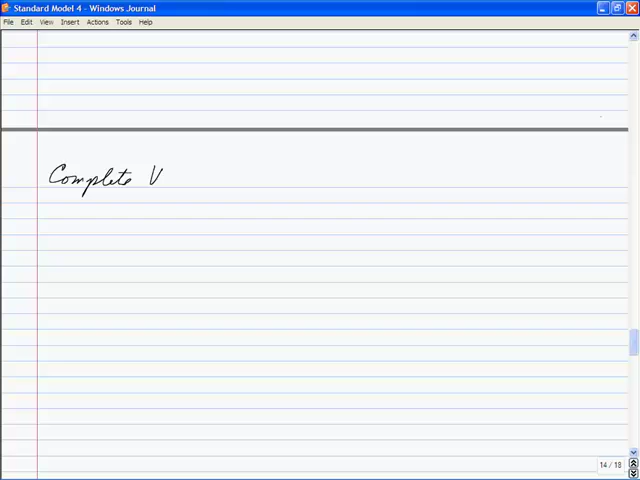 Standard Model 4 - Windows Journal
File Edit View Insert Actions Tools Help
Complete V
14 / 18